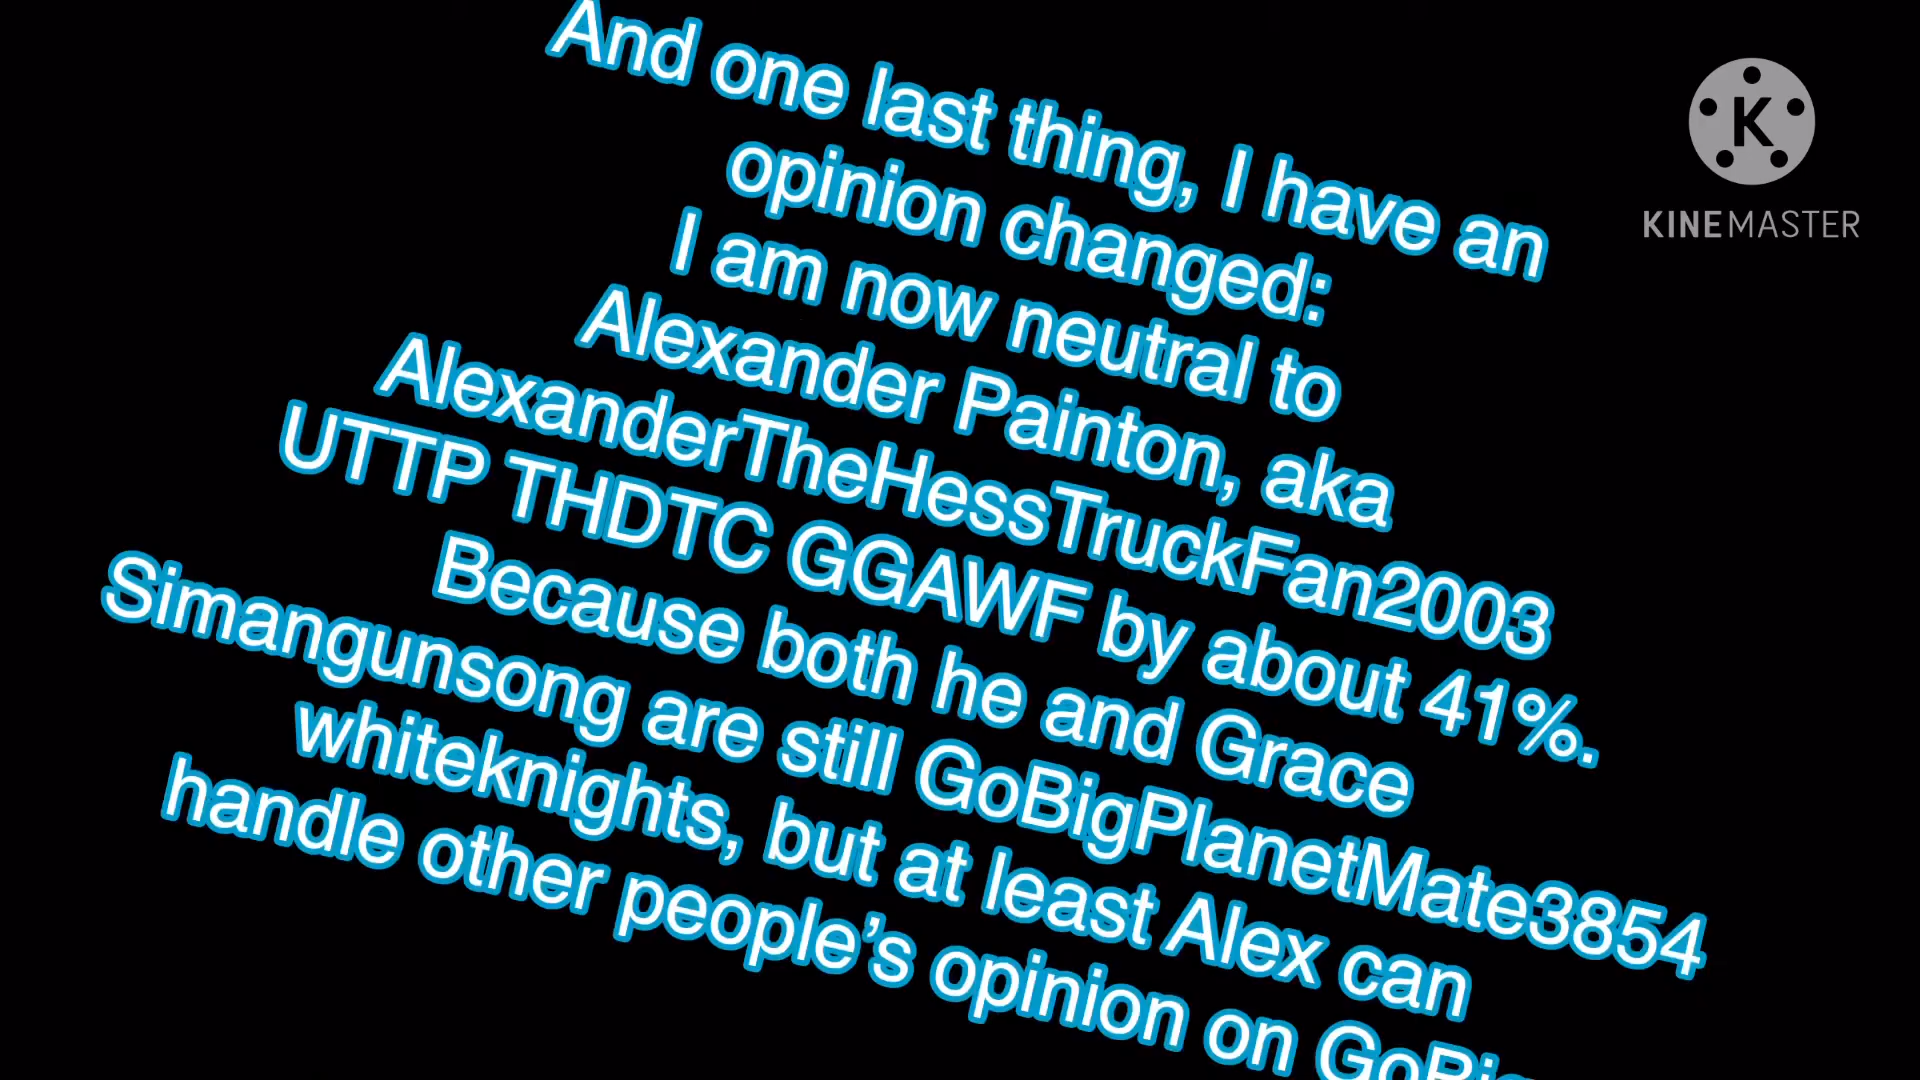 And one last thing, I have an
opinion changed:
I am now neutral to
Alexander Painton, aka
AlexanderTheHessTruckFan2003
UTTP THDTC GGAWF by about 41%.
Because both he and Grace
Simangunsong are still GoBigPlanetMate3854
whiteknights, but at least Alex can
handle other people’s opinion on
K
KINEMASTER